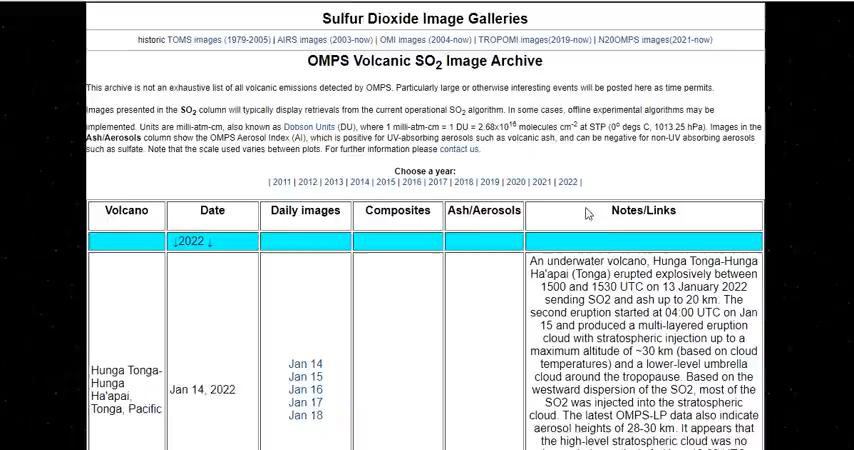 Sulfur Dioxide Image Galleries
historic TOMS images (1979-2005) | AIRS images (2003-now) | OMI images (2004-now) | TROPOMI images(2019-now) | N20OMPS images(2021-now)
OMPS Volcanic SO2 Image Archive
This archive is not an exhaustive list of all volcanic emissions detected by OMPS. Particularly large or otherwise interesting events will be posted here as time permits.
Images presented in the SO2 column will typically display retrievals from the current operational SO2 algorithm. In some cases, offline experimental algorithms may be
implemented. Units are milli-atm-cm, also known as Dobson Units (DU), where 1 milli-atm-cm = 1 DU = 2.68x10^16 molecules cm^-2 at STP (0º degs C, 1013.25 hPa). Images in the
Ash/Aerosols column show the OMPS Aerosol Index (AI), which is positive for UV-absorbing aerosols such as volcanic ash, and can be negative for non-UV absorbing aerosols
such as sulfate. Note that the scale used varies between plots. For further information please contact us.
Choose a year:
| 2011 | 2012 | 2013 | 2014 | 2015 | 2016 | 2017 | 2018 | 2019 | 2020 | 2021 | 2022 |
Volcano Date Daily images Composites Ash/Aerosols Notes/Links
↓2022 ↓
Hunga Tonga-
Hunga
Ha'apai,
Tonga, Pacific
Jan 14, 2022
Jan 14
Jan 15
Jan 16
Jan 17
Jan 18
An underwater volcano, Hunga Tonga-Hunga
Ha'apai (Tonga) erupted explosively between
1500 and 1530 UTC on 13 January 2022
sending SO2 and ash up to 20 km. The
second eruption started at 04:00 UTC on Jan
15 and produced a multi-layered eruption
cloud with stratospheric injection up to a
maximum altitude of ~30 km (based on cloud
temperatures) and a lower-level umbrella
cloud around the tropopause. Based on the
westward dispersion of the SO2, most of the
SO2 was injected into the stratospheric
cloud. The latest OMPS-LP data also indicate
aerosol heights of 28-30 km. It appears that
the high-level stratospheric cloud was no